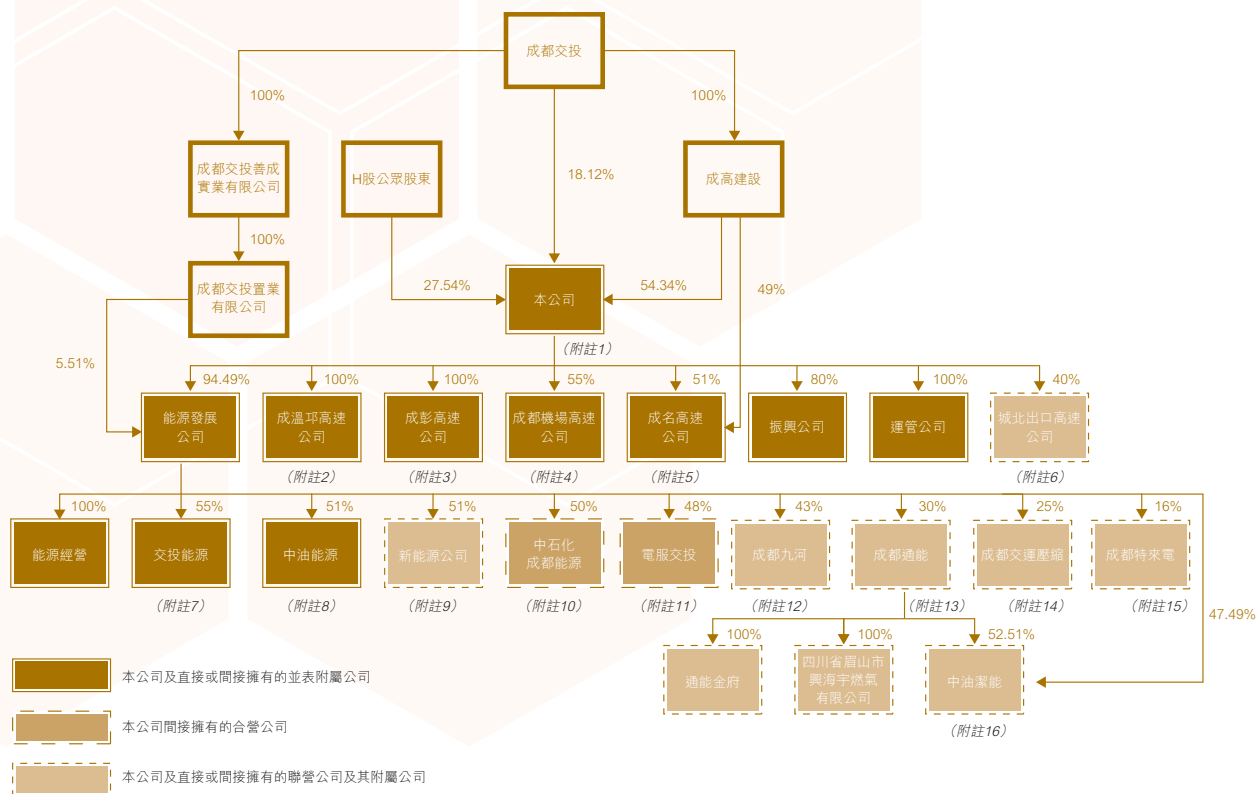 成都交投
100%
100%
成都交投善成
實業有限公司
H股公眾股東
18.12%
成高建設
100%
成都交投置業
有限公司
27.54%
本公司
54.34%
49%
（附註1）
5.51%
94.49%
100%
100%
55%
51%
80%
100%
40%
能源發展
公司
成溫邛高速
公司
成彭高速
公司
成都機場高速
公司
成名高速
公司
振興公司
運管公司
城北出口高速
公司
（附註2）
（附註3）
（附註4）
（附註5）
（附註6）
100%
55%
51%
51%
50%
48%
43%
30%
25%
16%
能源經營
交投能源
中油能源
新能源公司
中石化
成都能源
電服交投
成都九河
成都通能
成都交運壓縮
成都特來電
（附註7）
（附註8）
（附註9）
（附註10）
（附註11）
（附註12）
（附註13）
（附註14）
（附註15）
47.49%
100%
100%
52.51%
通能金府
四川省眉山市
興海宇燃氣
有限公司
中油潔能
（附註16）
本公司及直接或間接擁有的並表附屬公司
本公司間接擁有的合營公司
本公司及直接或間接擁有的聯營公司及其附屬公司